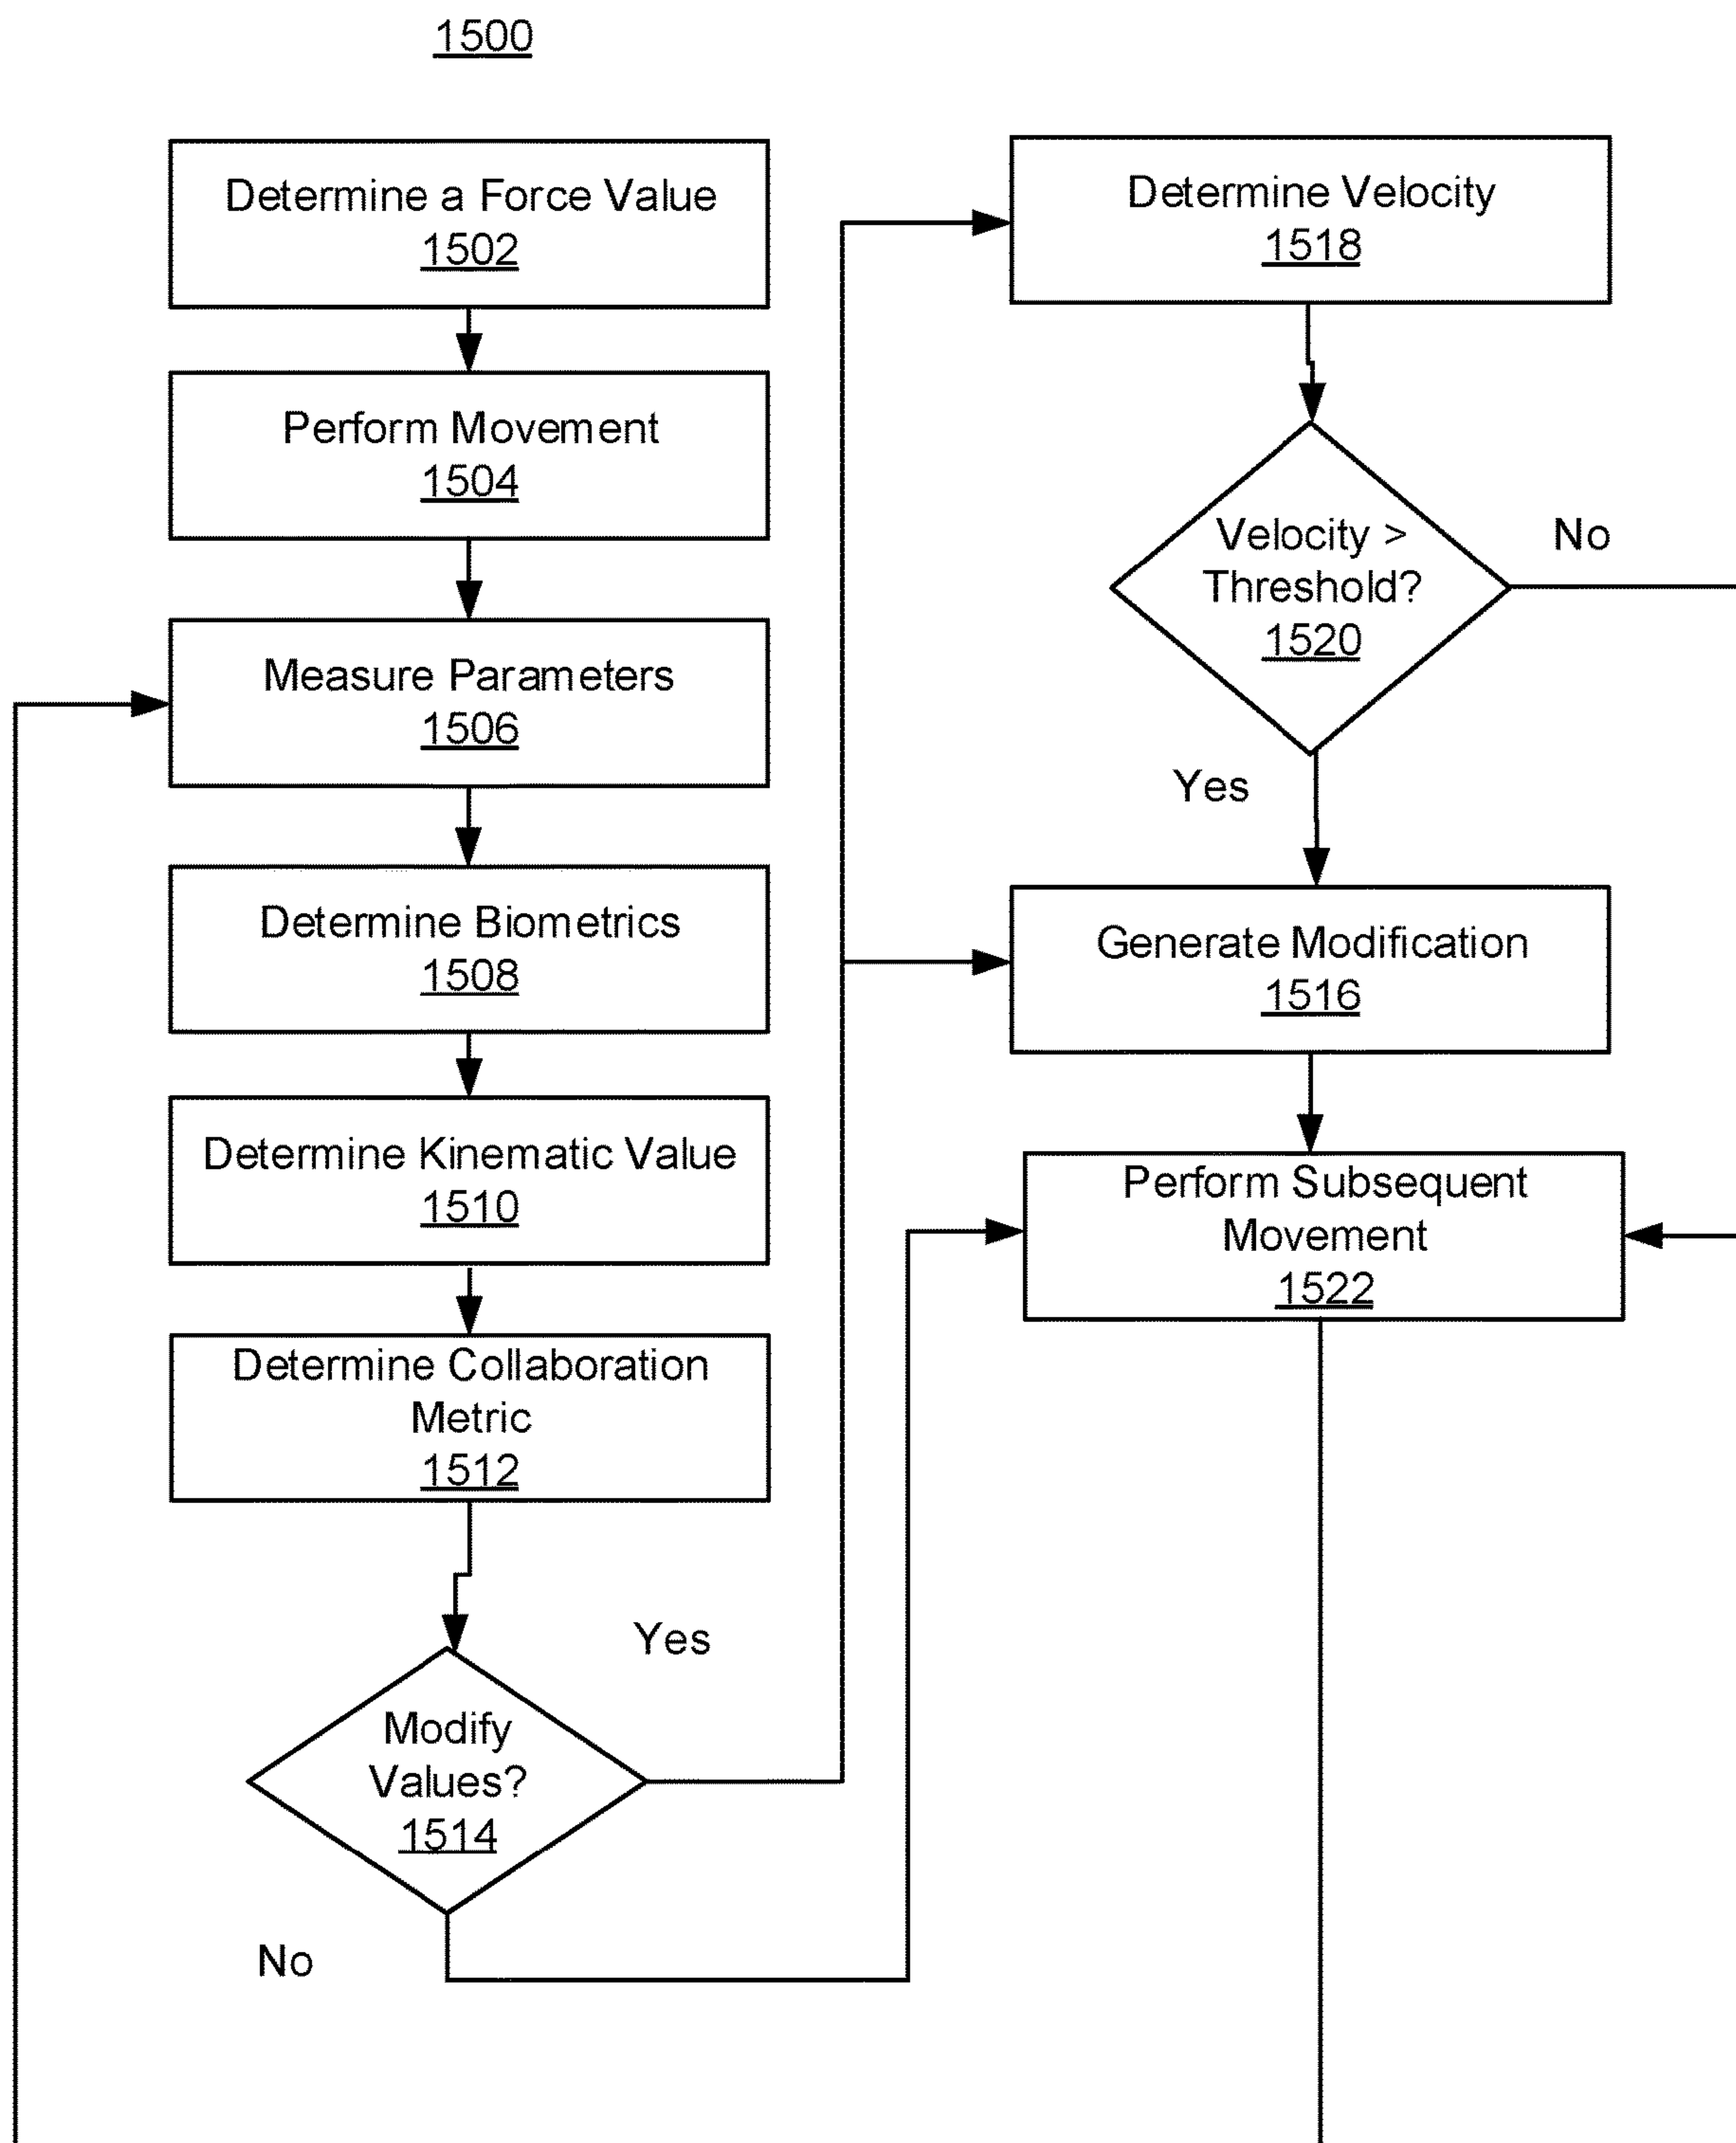 1500
Determine a Force Value
1502
Perform Movement
1504
Measure Parameters
1506
Determine Biometrics
1508
Determine Kinematic Value
1510
Determine Collaboration
Metric
1512
Yes
Modify
Values?
1514
No
Determine Velocity
1518
Velocity >
Threshold?
1520
No
Yes
Generate Modification
1516
Perform Subsequent
Movement
1522